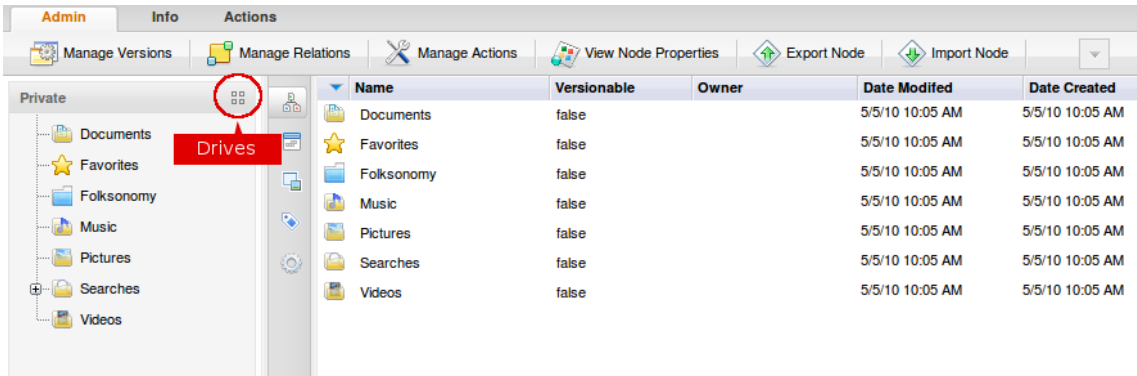 Admin Info Actions
Manage Versions Manage Relations Manage Actions View Node Properties Export Node Import Node
Private
Drives
Documents
Favorites
Folksonomy
Music
Pictures
Searches
Videos
Name Versionable Owner Date Modifed Date Created
Documents false 5/5/10 10:05 AM 5/5/10 10:05 AM
Favorites false 5/5/10 10:05 AM 5/5/10 10:05 AM
Folksonomy false 5/5/10 10:05 AM 5/5/10 10:05 AM
Music false 5/5/10 10:05 AM 5/5/10 10:05 AM
Pictures false 5/5/10 10:05 AM 5/5/10 10:05 AM
Searches false 5/5/10 10:05 AM 5/5/10 10:05 AM
Videos false 5/5/10 10:05 AM 5/5/10 10:05 AM